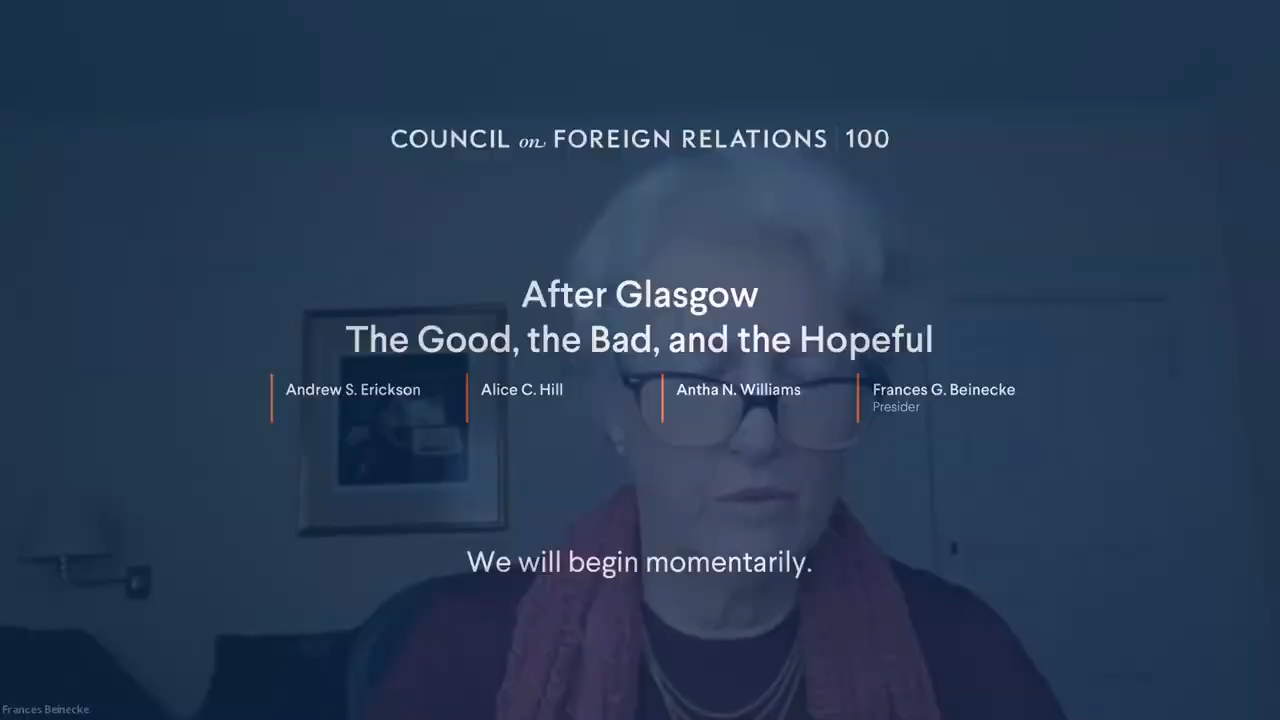 COUNCIL on FOREIGN RELATIONS | 100
After Glasgow
The Good, the Bad, and the Hopeful
Andrew S. Erickson
Alice C. Hill
Antha N. Williams
Frances G. Beinecke
Presider
We will begin momentarily.
Frances Beinecke